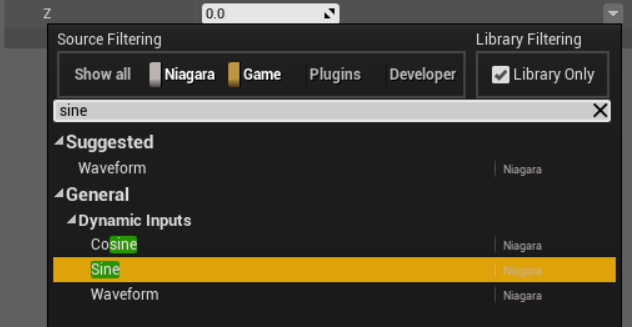 Z 0.0
Source Filtering Library Filtering
Show all Niagara Game Plugins Developer Library Only
sine
Suggested
Waveform Niagara
General
Dynamic Inputs
Cosine Niagara
Sine Niagara
Waveform Niagara